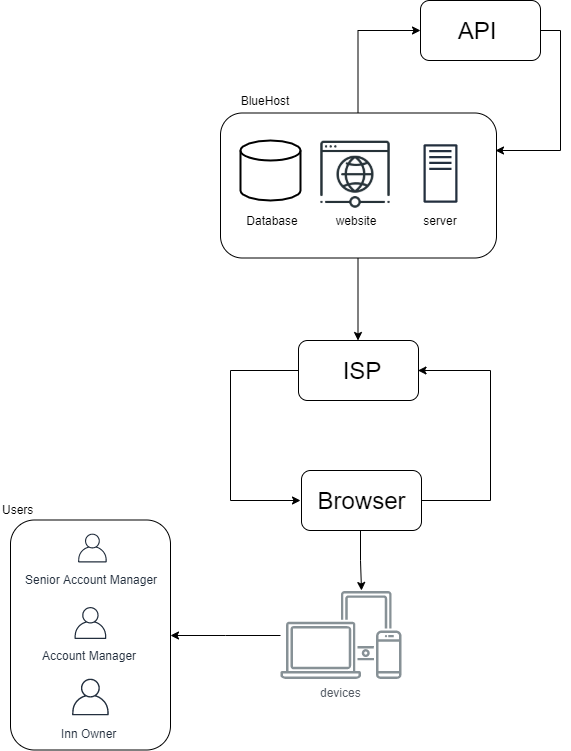 API
BlueHost
Database
website
server
ISP
Browser
Users
Senior Account Manager
Account Manager
Inn Owner
devices